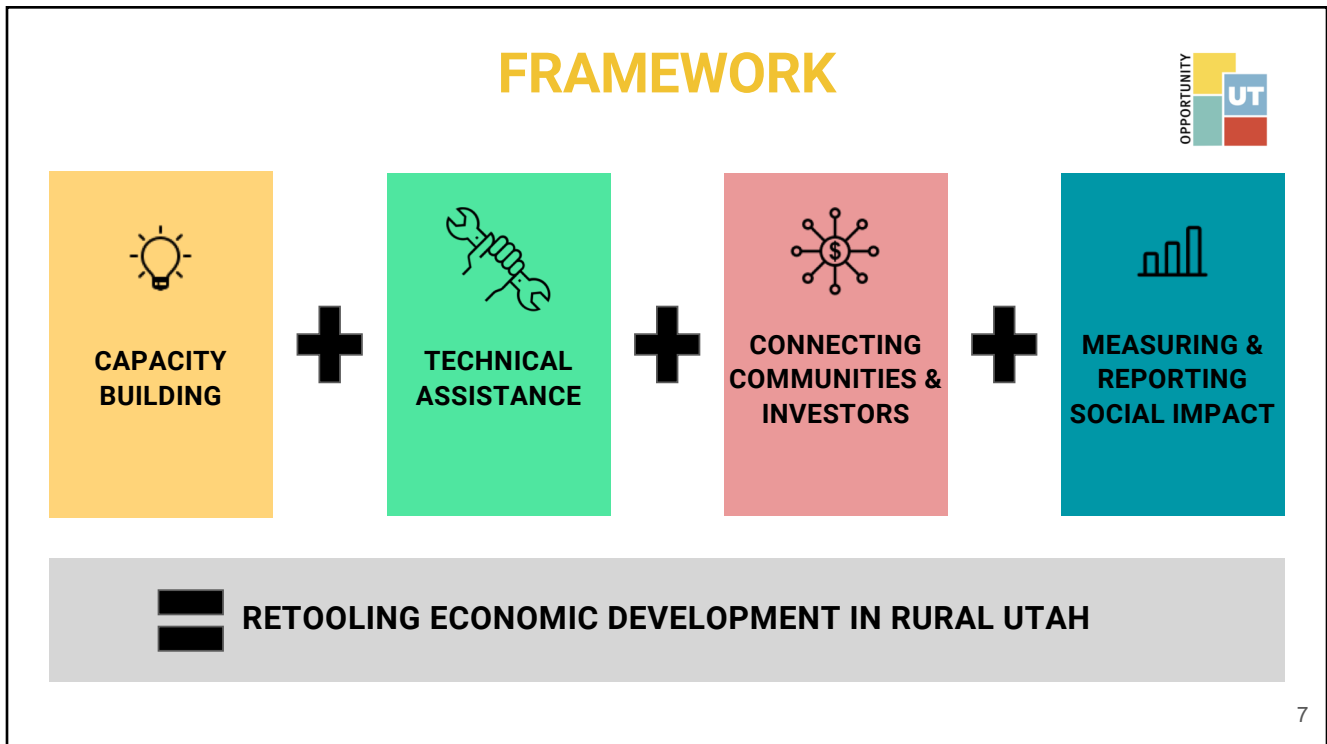 FRAMEWORK
OPPORTUNITY
UT
CAPACITY
BUILDING
TECHNICAL
ASSISTANCE
$
CONNECTING
COMMUNITIES &
INVESTORS
MEASURING &
REPORTING
SOCIAL IMPACT
RETOOLING ECONOMIC DEVELOPMENT IN RURAL UTAH
7